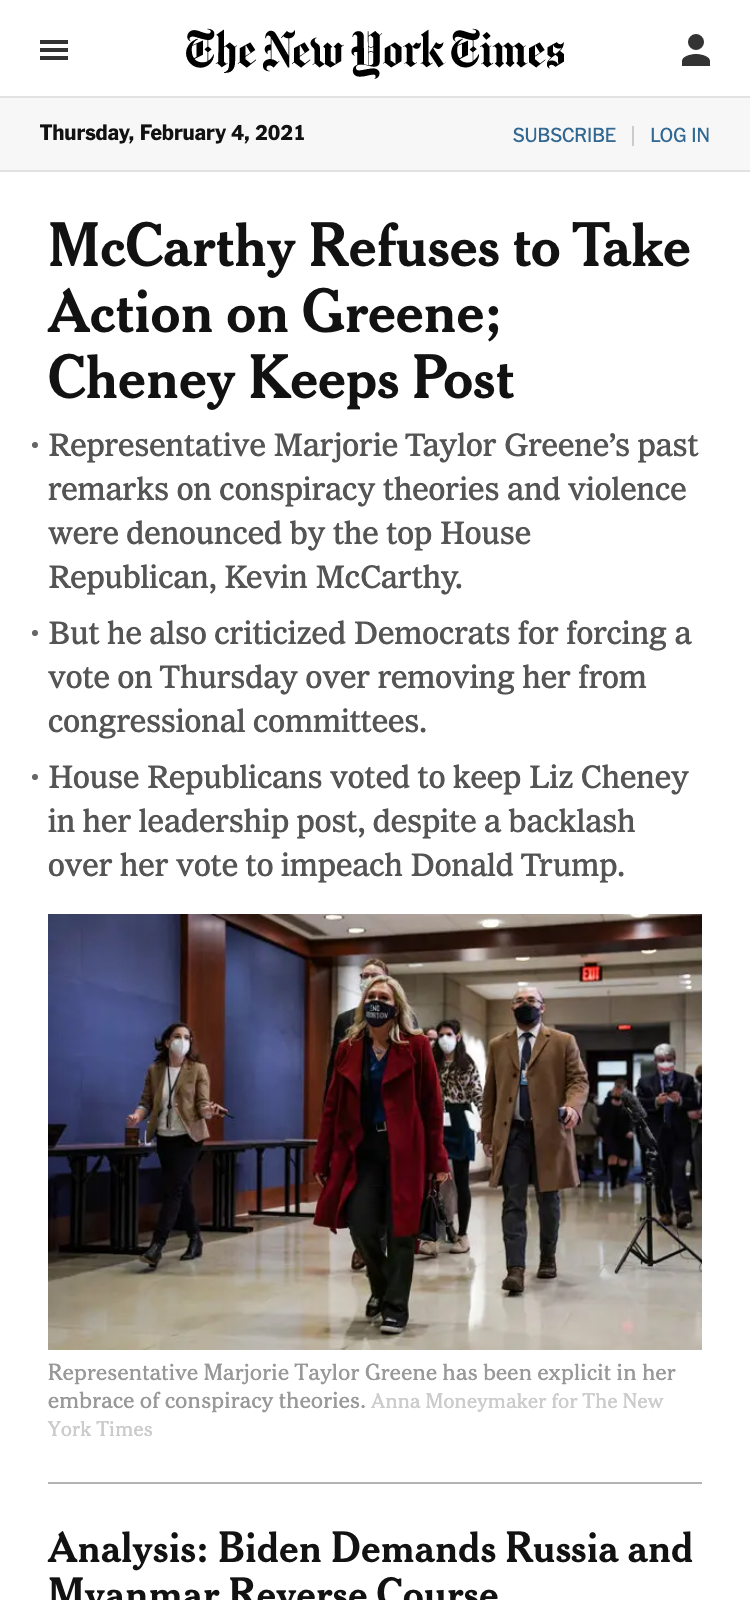 The New York Times
Thursday, February 4, 2021
SUBSCRIBE | LOG IN
McCarthy Refuses to Take
Action on Greene;
Cheney Keeps Post
• Representative Marjorie Taylor Greene’s past
remarks on conspiracy theories and violence
were denounced by the top House
Republican, Kevin McCarthy.
• But he also criticized Democrats for forcing a
vote on Thursday over removing her from
congressional committees.
• House Republicans voted to keep Liz Cheney
in her leadership post, despite a backlash
over her vote to impeach Donald Trump.
EXIT
Representative Marjorie Taylor Greene has been explicit in her
embrace of conspiracy theories. Anna Moneymaker for The New
York Times
Analysis: Biden Demands Russia and
Myanmar Reverse Course